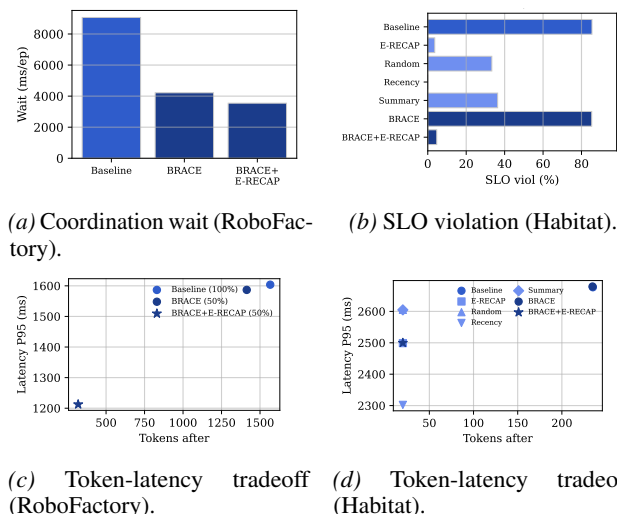 8000
6000
4000
2000
0
Wait (ms/ep)
Baseline
BRACE
BRACE+
E-RECAP
Baseline
E-RECAP
Random
Recency
Summary
BRACE
BRACE+E-RECAP
0 20 40 60 80
SLO viol (%)
(a) Coordination wait (RoboFac-
tory).
(b) SLO violation (Habitat).
1600
1500
1400
1300
1200
Latency P95 (ms)
Baseline (100%)
BRACE (50%)
BRACE+E-RECAP (50%)
500 750 1000 1250 1500
Tokens after
2600
2500
2400
2300
Latency P95 (ms)
Baseline
E-RECAP
Random
Recency
Summary
BRACE
BRACE+E-RECAP
50 100 150 200
Tokens after
(c) Token-latency tradeoff
(RoboFactory).
(d) Token-latency tradeo
(Habitat).